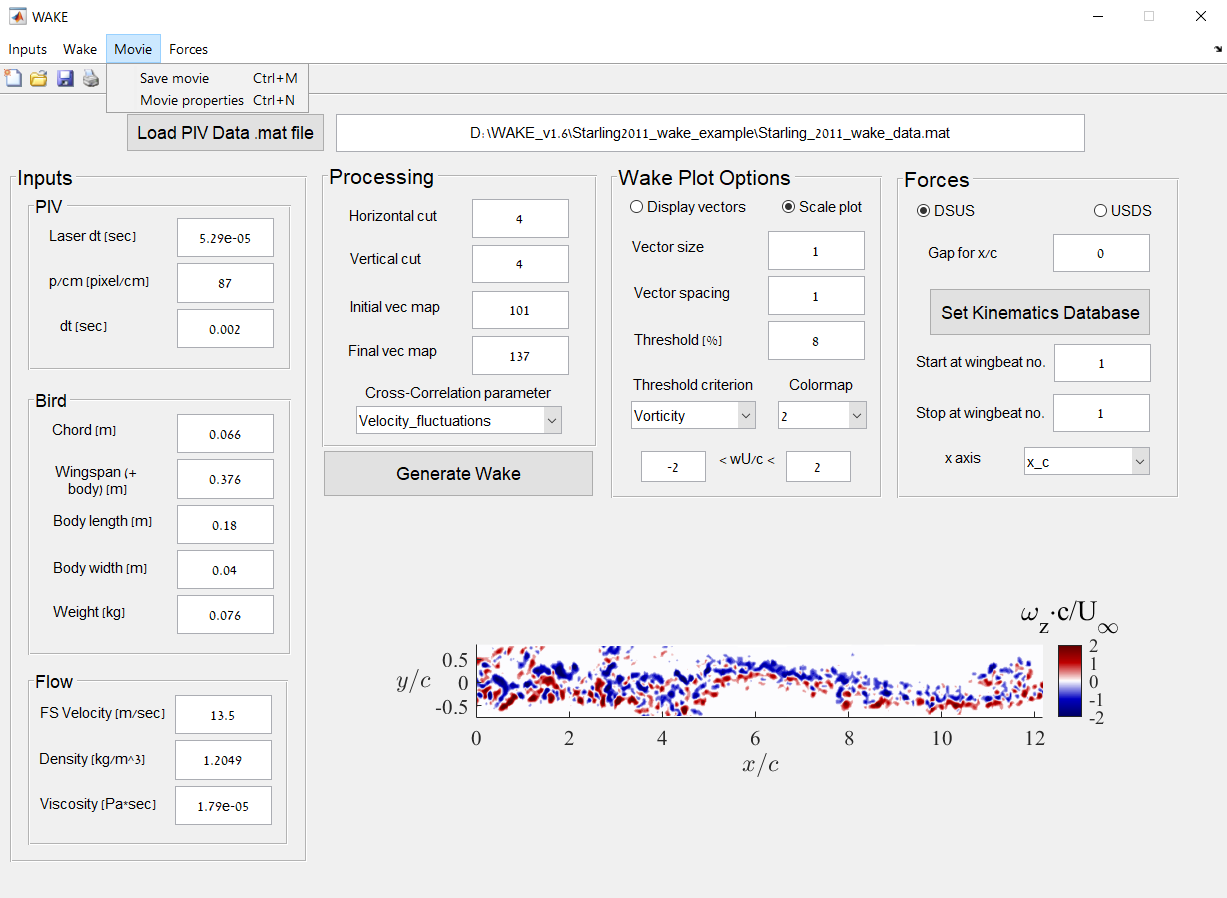 WAKE
Inputs Wake Movie Forces
Save movie Ctrl+M
Movie properties Ctrl+N
Load PIV Data .mat file
D:\WAKE_v1.6\Starling2011_wake_example\Starling_2011_wake_data.mat
Inputs
PIV
Laser dt [sec] 5.29e-05
p/cm [pixel/cm] 87
dt [sec] 0.002
Bird
Chord [m] 0.066
Wingspan (+
body) [m] 0.376
Body length [m] 0.18
Body width [m] 0.04
Weight [kg] 0.076
Flow
FS Velocity [m/sec] 13.5
Density [kg/m^3] 1.2049
Viscosity [Pa*sec] 1.79e-05
Processing
Horizontal cut 4
Vertical cut 4
Initial vec map 101
Final vec map 137
Cross-Correlation parameter
Velocity_fluctuations
Generate Wake
Wake Plot Options
Display vectors Scale plot
Vector size 1
Vector spacing 1
Threshold [%] 8
Threshold criterion Colormap
Vorticity 2
-2 < wU/c < 2
Forces
DSUS USDS
Gap for x/c 0
Set Kinematics Database
Start at wingbeat no. 1
Stop at wingbeat no. 1
x axis x_c
ω_z·c/U_∞
2
1
0
-1
-2
y/c
0.5
0
-0.5
0 2 4 6 8 10 12
x/c